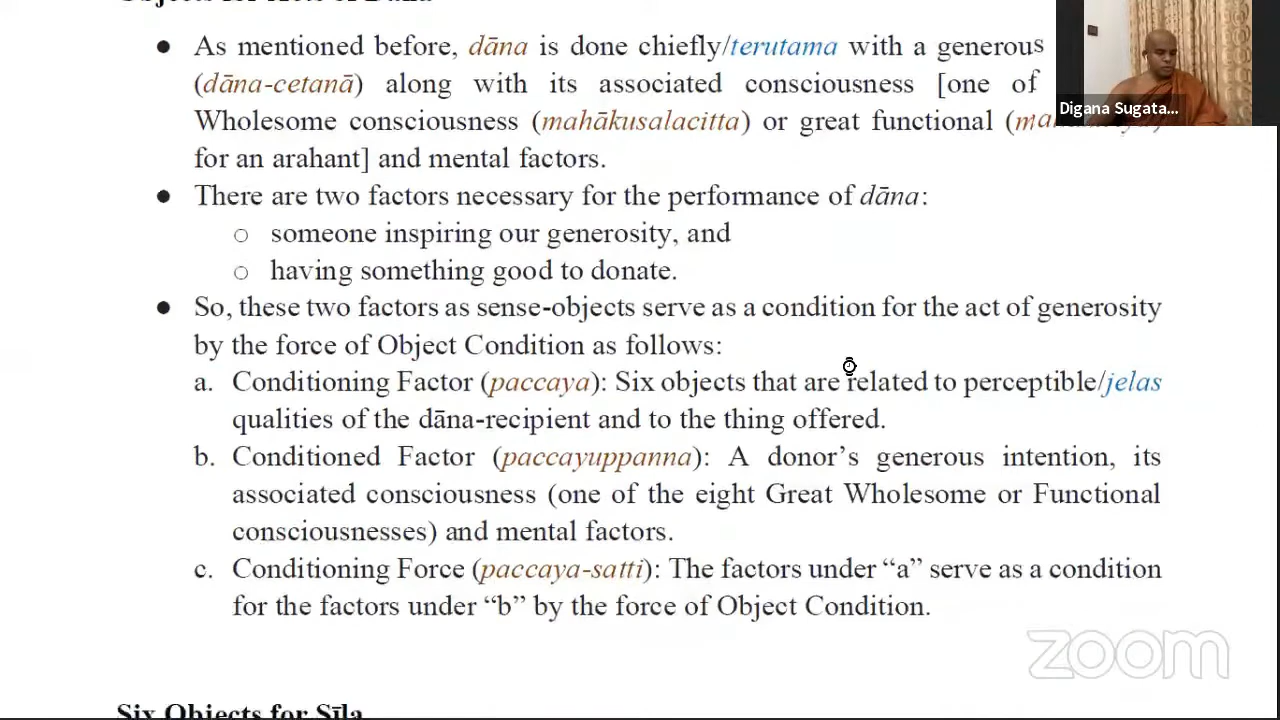 As mentioned before, dāna is done chiefly/terutama with a generous
(dāna-cetanā) along with its associated consciousness [one of
Wholesome consciousness (mahākusalacitta) or great functional
for an arahant] and mental factors.
● There are two factors necessary for the performance of dāna:
○ someone inspiring our generosity, and
○ having something good to donate.
● So, these two factors as sense-objects serve as a condition for the act of generosity
by the force of Object Condition as follows:
a. Conditioning Factor (paccaya): Six objects that are related to perceptible/jelas
qualities of the dāna-recipient and to the thing offered.
b. Conditioned Factor (paccayuppanna): A donor’s generous intention, its
associated consciousness (one of the eight Great Wholesome or Functional
consciousnesses) and mental factors.
c. Conditioning Force (paccaya-satti): The factors under “a” serve as a condition
for the factors under “b” by the force of Object Condition.
Six Objects for Sīla
Digana Sugata...
zoom